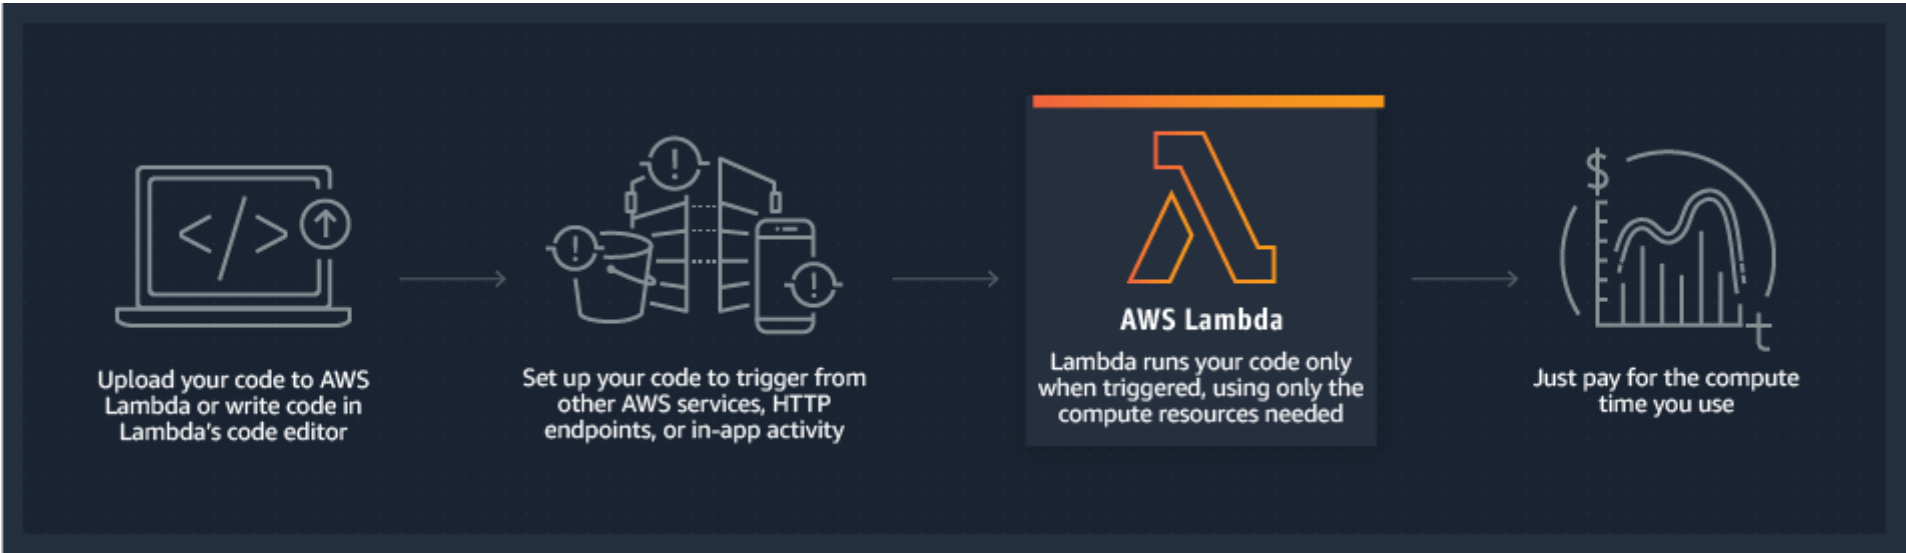 Upload your code to AWS
Lambda or write code in
Lambda's code editor
Set up your code to trigger from
other AWS services, HTTP
endpoints, or in-app activity
AWS Lambda
Lambda runs your code only
when triggered, using only the
compute resources needed
$
t
Just pay for the compute
time you use